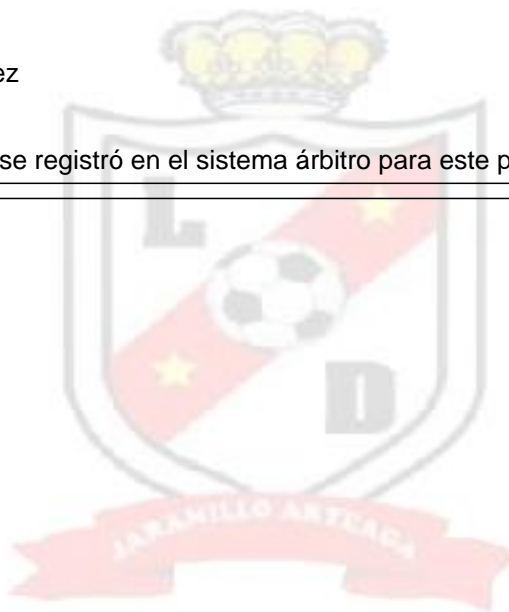 ez
se registró en el sistema árbitro para este p
L
D
JARAMILLO ARTEAGA